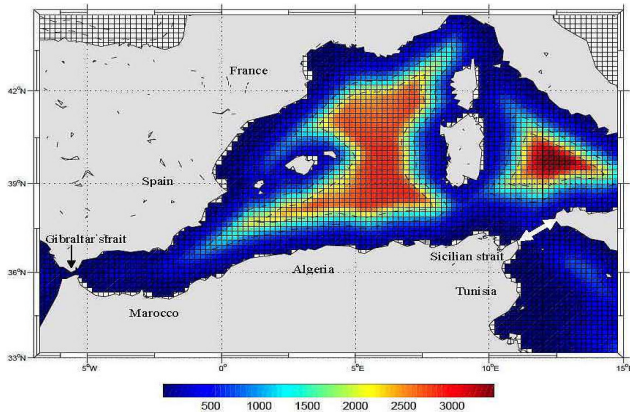 France
42°N
39°N
Spain
Gibraltar strait
36°N
Algeria
Sicilian strait
Tunisia
Marocco
33°N
5°W
0°
5°E
10°E
15°E
500 1000 1500 2000 2500 3000